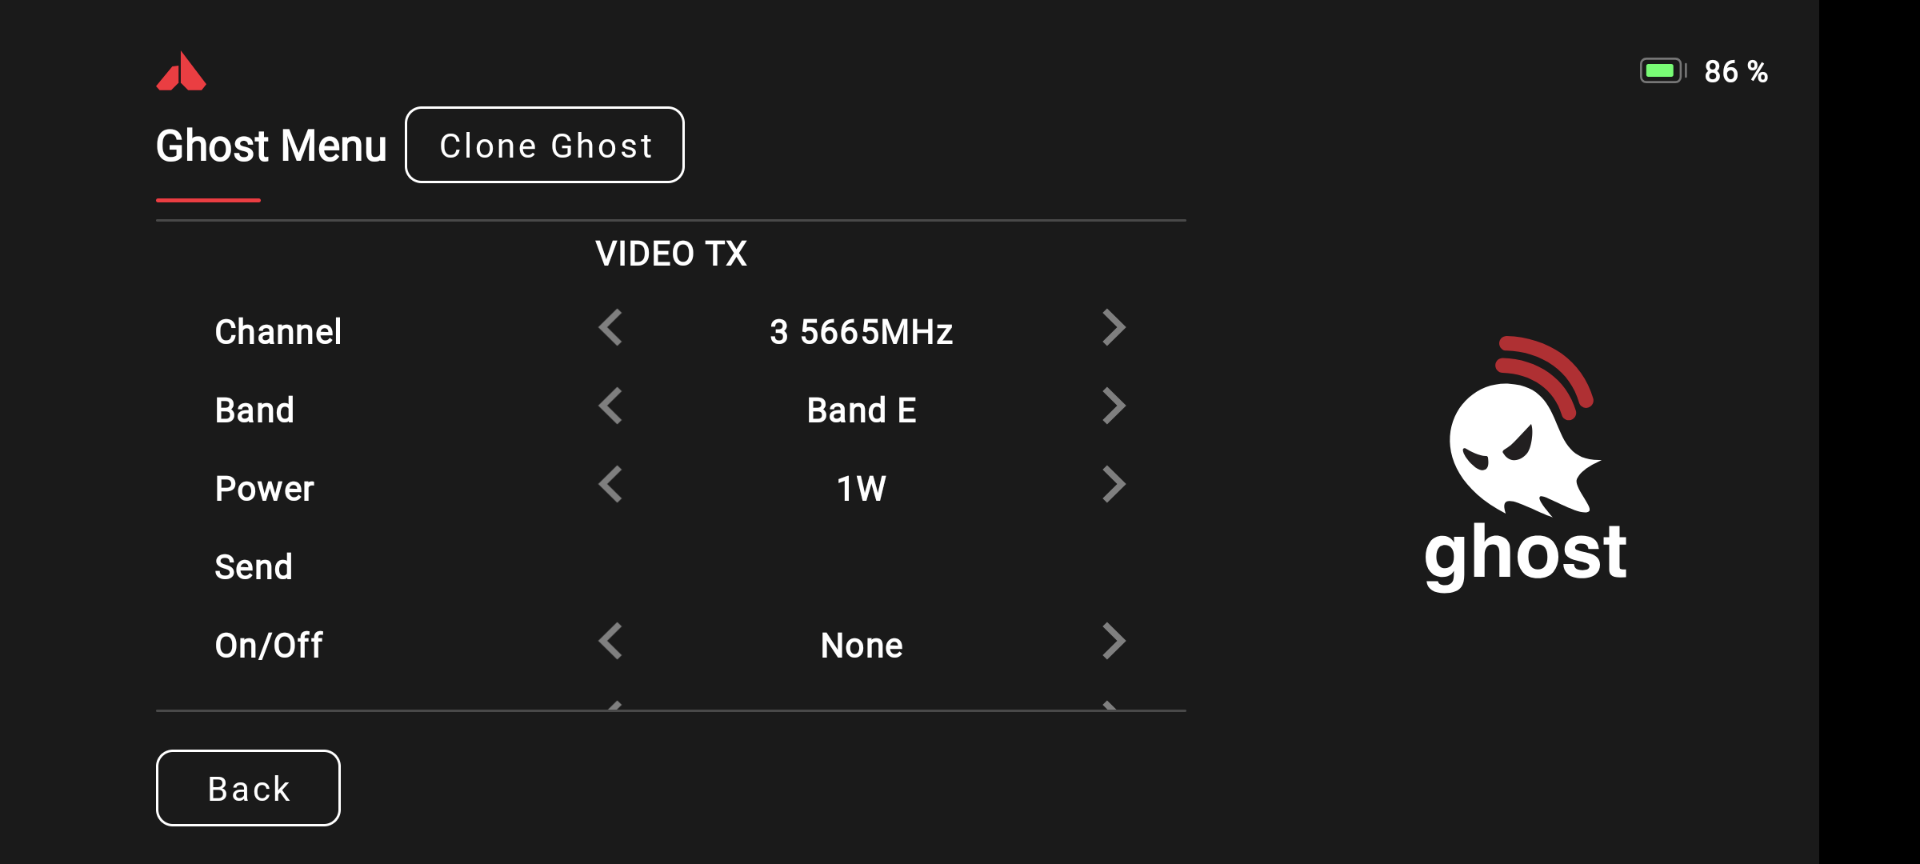 86 %
Ghost Menu
Clone Ghost
VIDEO TX
Channel 3 5665MHz
Band Band E
Power 1W
Send
On/Off None
ghost
Back